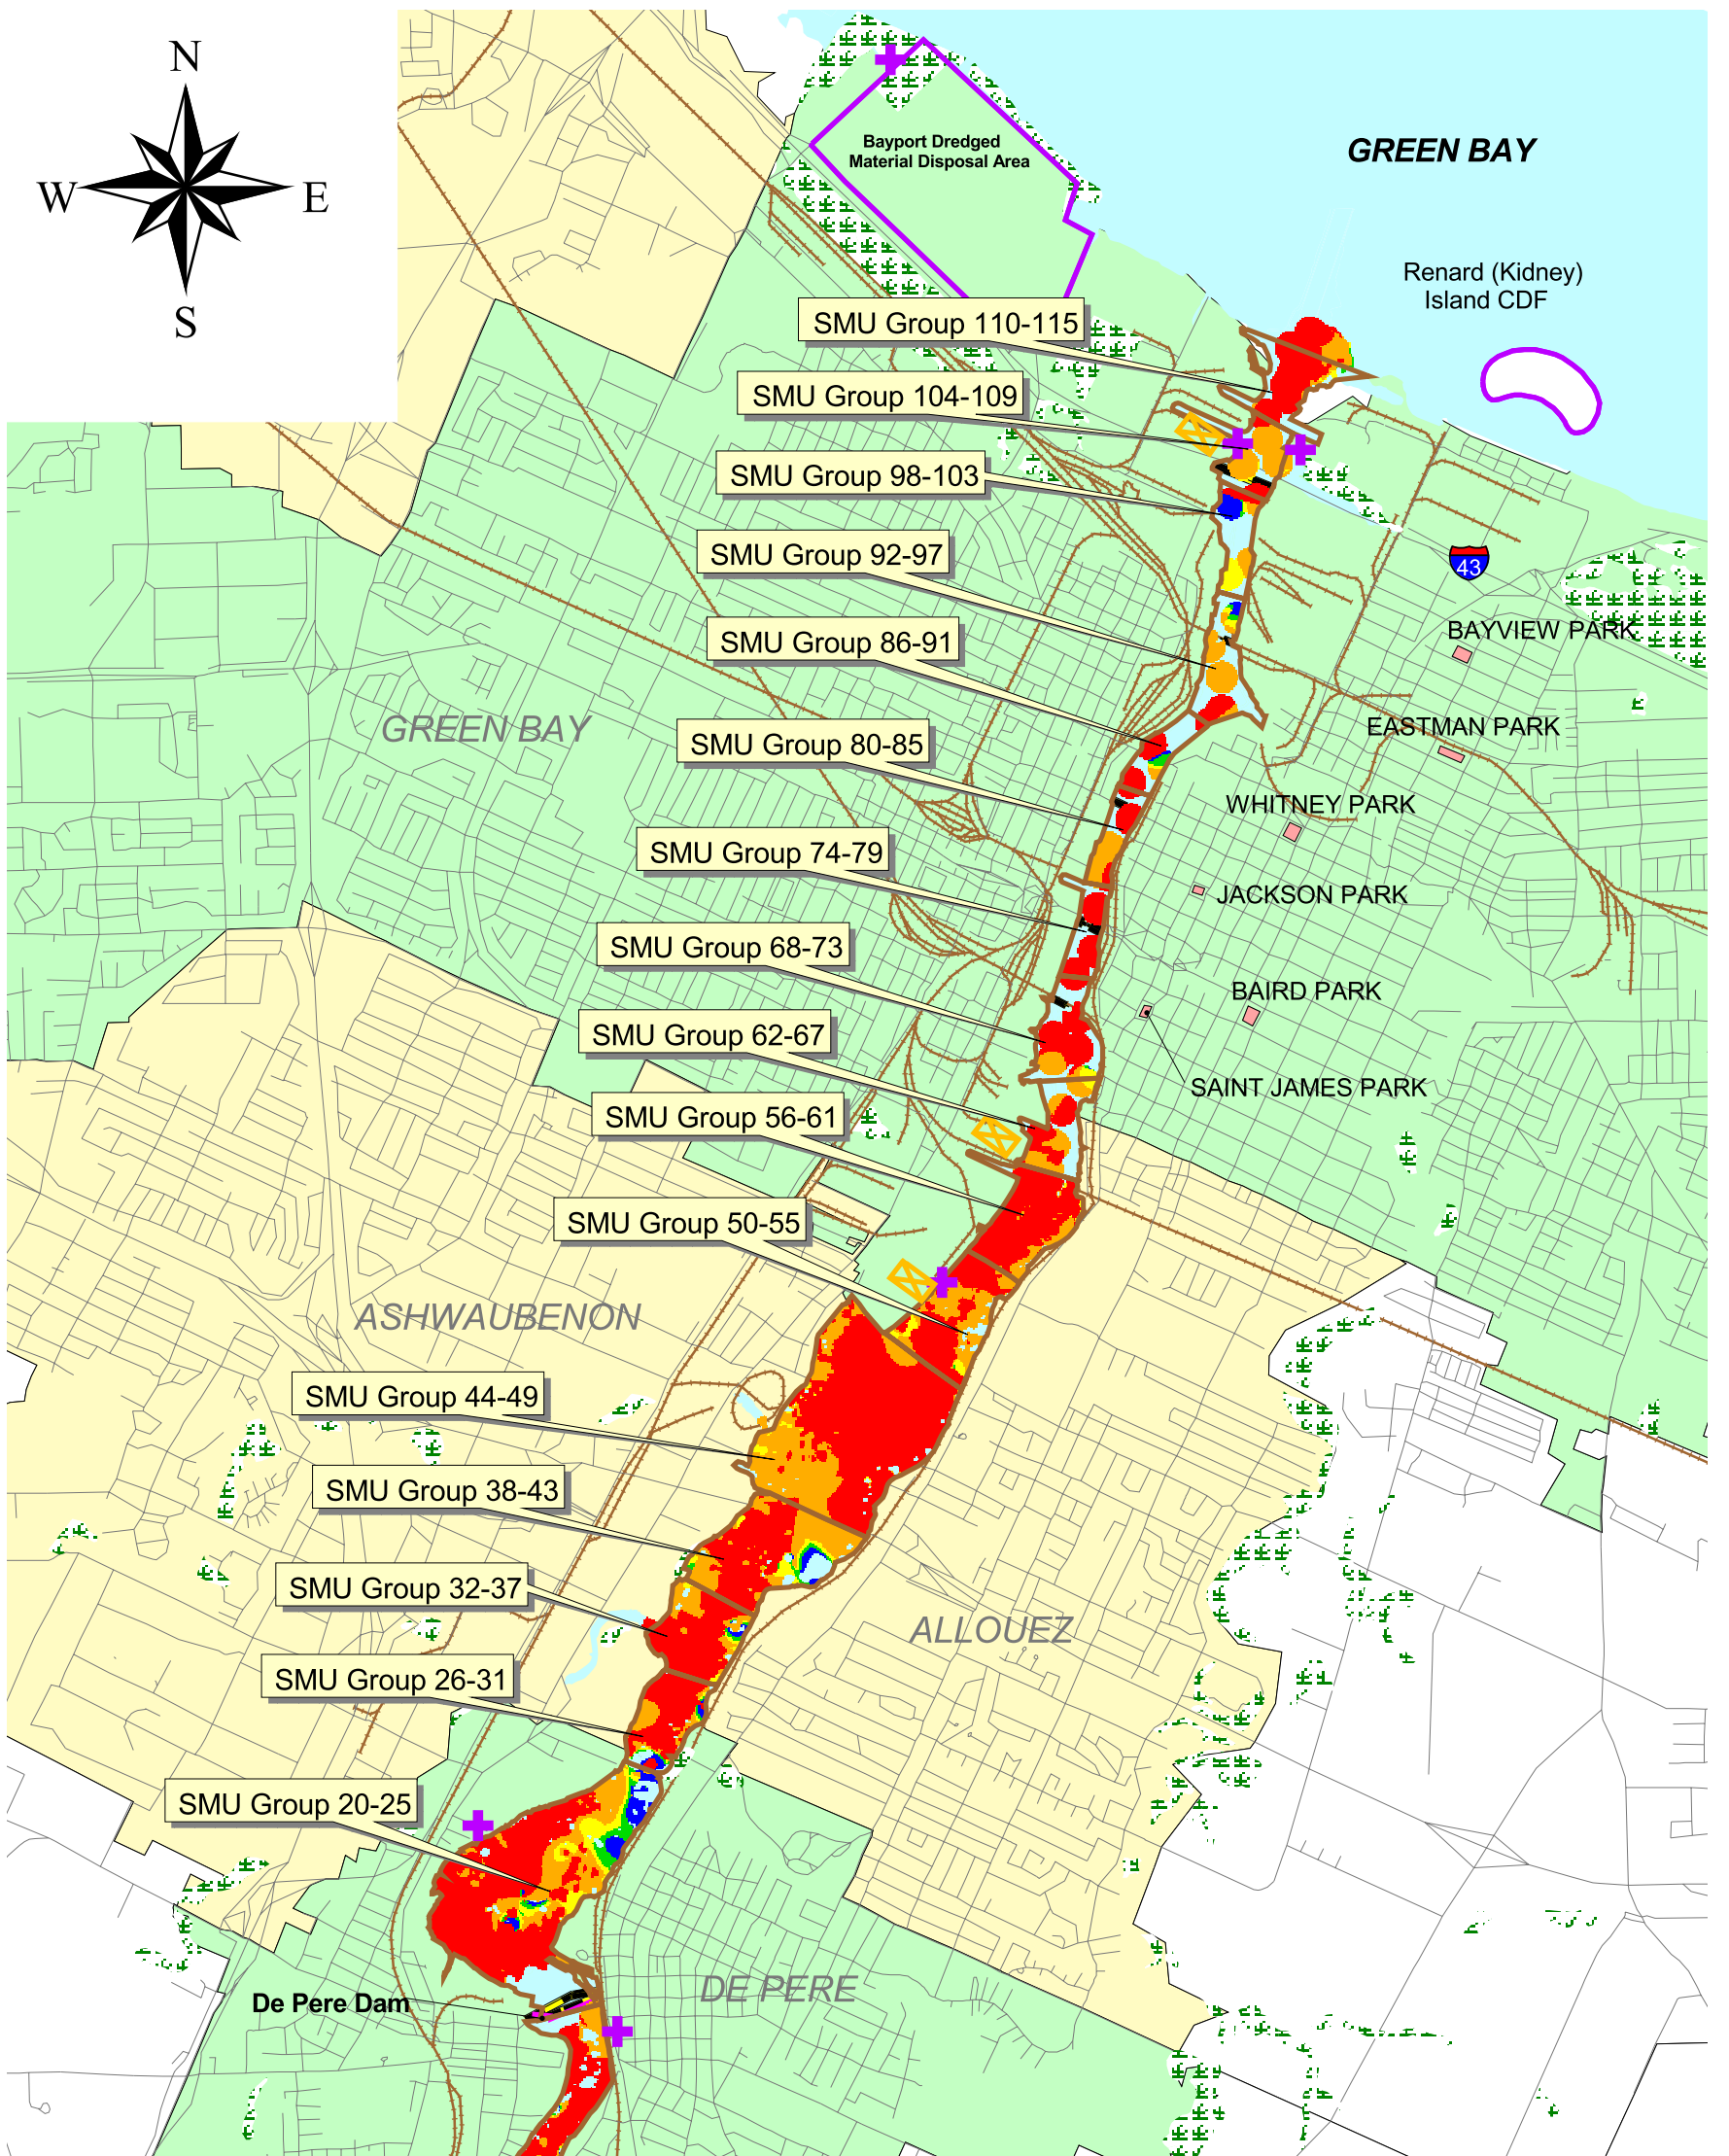 N
W
E
S
GREEN BAY
Bayport Dredged
Material Disposal Area
Renard (Kidney)
Island CDF
SMU Group 110-115
SMU Group 104-109
SMU Group 98-103
SMU Group 92-97
43
BAYVIEW PARK
SMU Group 86-91
GREEN BAY
EASTMAN PARK
SMU Group 80-85
WHITNEY PARK
SMU Group 74-79
JACKSON PARK
SMU Group 68-73
BAIRD PARK
SMU Group 62-67
SAINT JAMES PARK
SMU Group 56-61
SMU Group 50-55
ASHWAUBENON
SMU Group 44-49
SMU Group 38-43
SMU Group 32-37
ALLOUEZ
SMU Group 26-31
SMU Group 20-25
DE PERE
De Pere Dam